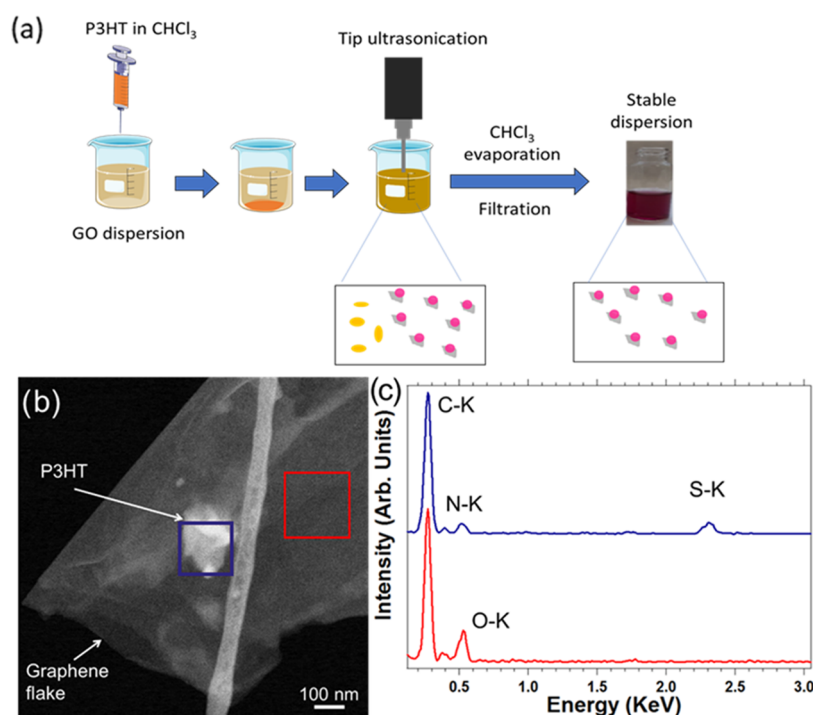 (a)
P3HT in CHCl₃
Tip ultrasonication
Stable
dispersion
CHCl₃
evaporation
Filtration
GO dispersion
(b)
P3HT
Graphene
flake
100 nm
(c)
C-K
N-K
S-K
O-K
Intensity (Arb. Units)
0.5 1.0 1.5 2.0 2.5 3.0
Energy (KeV)